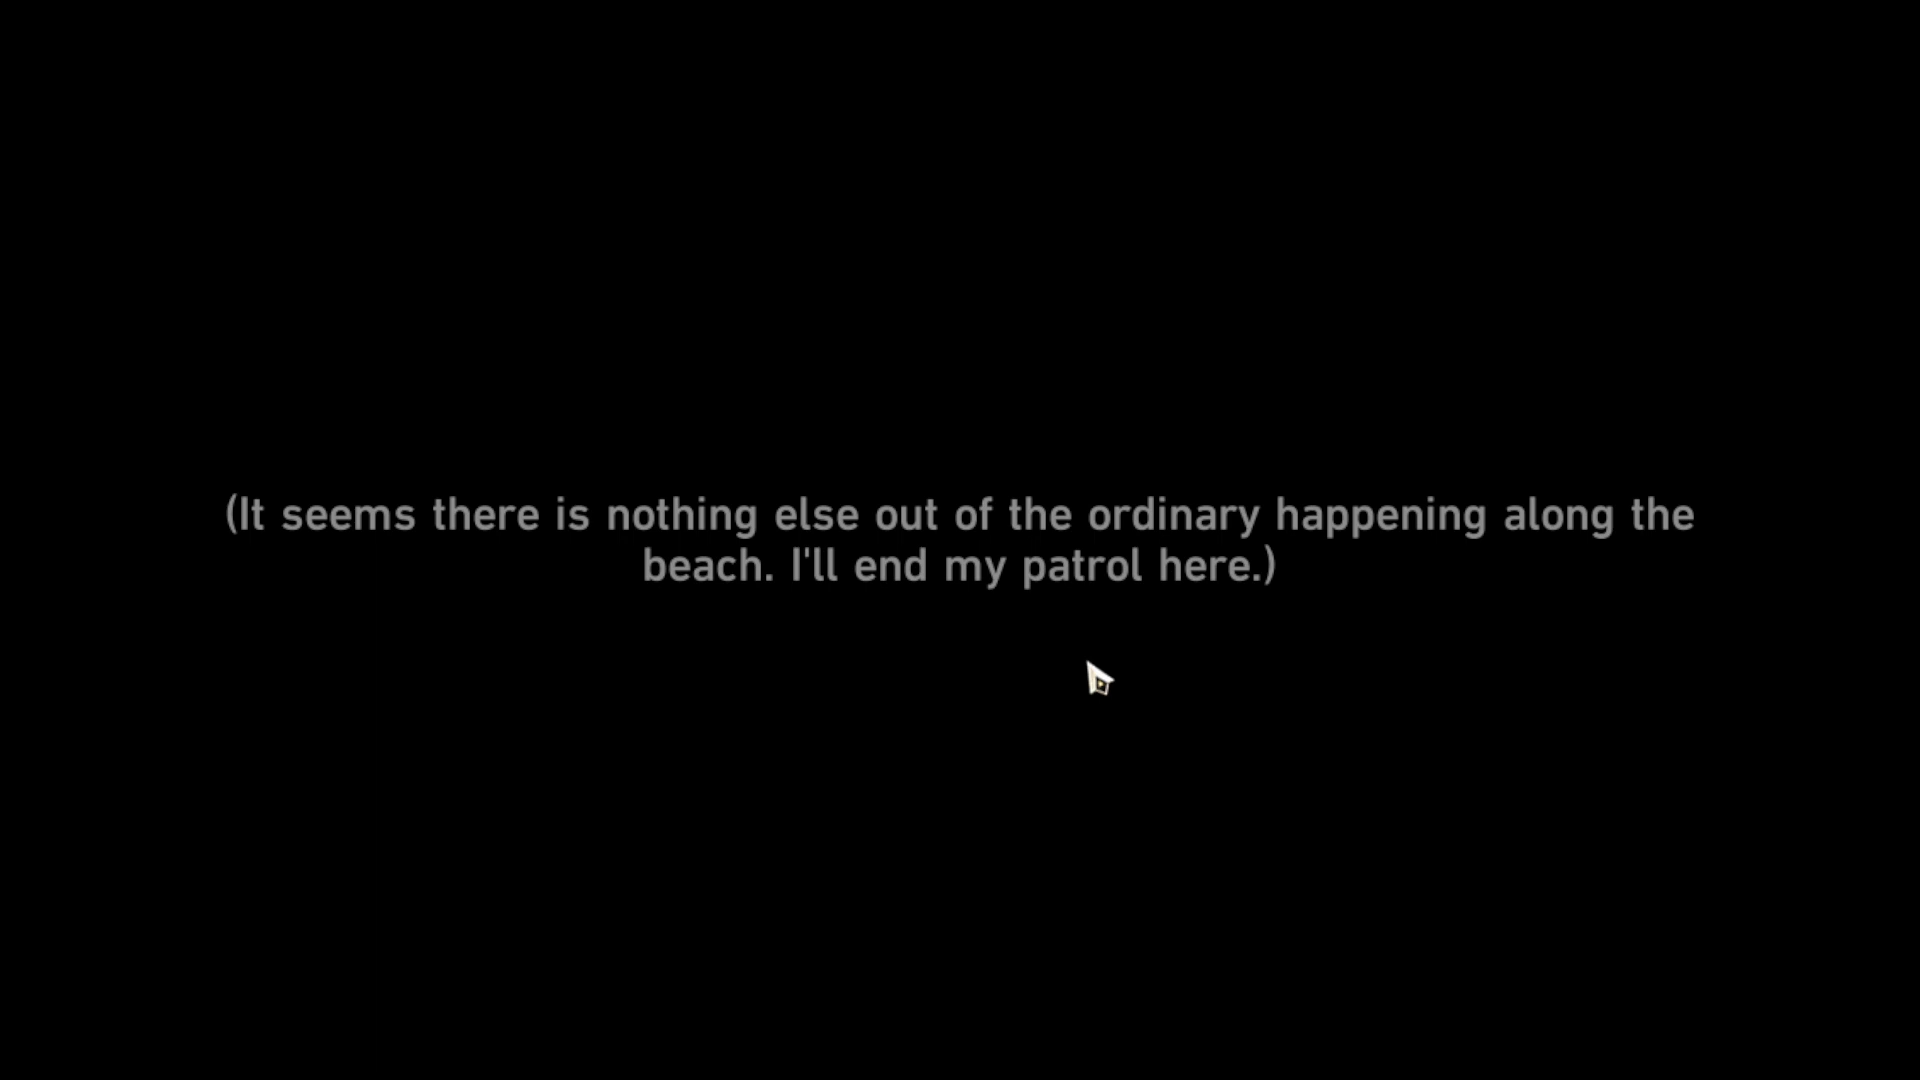 (It seems there is nothing else out of the ordinary happening along the
beach. I'll end my patrol here.)